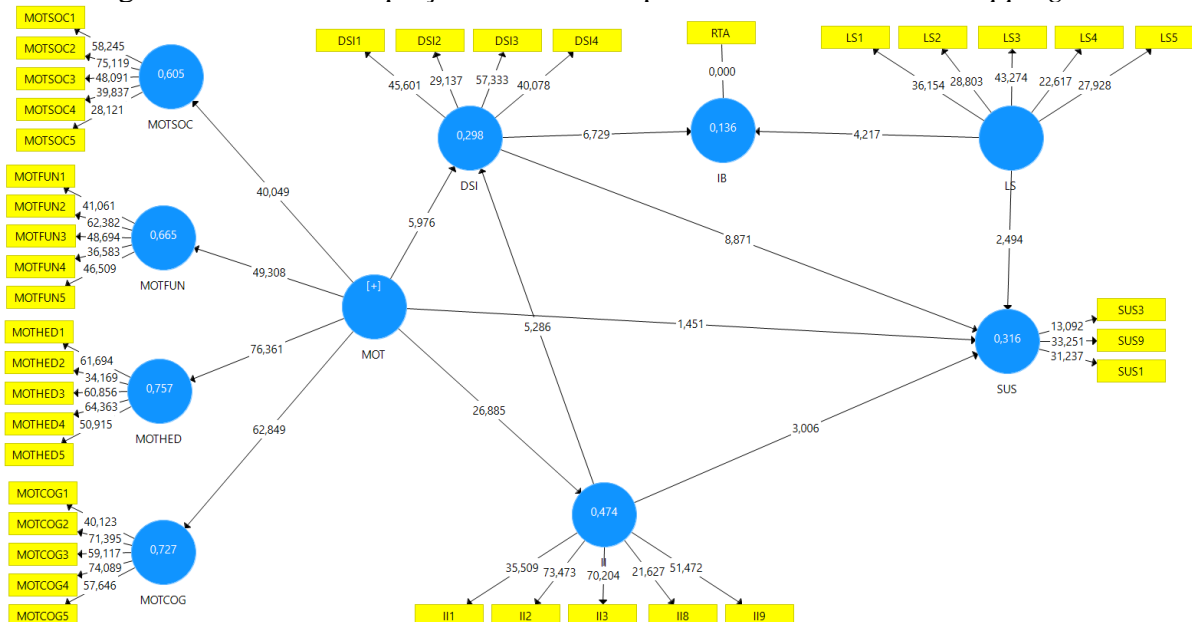 MOTSOC1
MOTSOC2
MOTSOC3
MOTSOC4
MOTSOC5
58,245
75,119
48,091
39,837
28,121
0,605
MOTSOC
MOTFUN1
MOTFUN2
MOTFUN3
MOTFUN4
MOTFUN5
41,061
62,382
48,694
36,583
46,509
0,665
MOTFUN
MOTHED1
MOTHED2
MOTHED3
MOTHED4
MOTHED5
61,694
34,169
60,856
64,363
50,915
0,757
MOTHED
MOTCOG1
MOTCOG2
MOTCOG3
MOTCOG4
MOTCOG5
40,123
71,395
59,117
74,089
57,646
0,727
MOTCOG
40,049
49,308
76,361
62,849
[+]
MOT
5,976
1,451
26,885
DSI1
DSI2
DSI3
DSI4
45,601
29,137
57,333
40,078
0,298
DSI
6,729
8,871
5,286
RTA
0,000
0,136
IB
4,217
LS1
LS2
LS3
LS4
LS5
36,154
28,803
43,274
22,617
27,928
LS
2,494
0,316
SUS
13,092
33,251
31,237
SUS3
SUS9
SUS1
3,006
0,474
II
35,509
73,473
70,204
21,627
51,472
II1
II2
II3
II8
II9